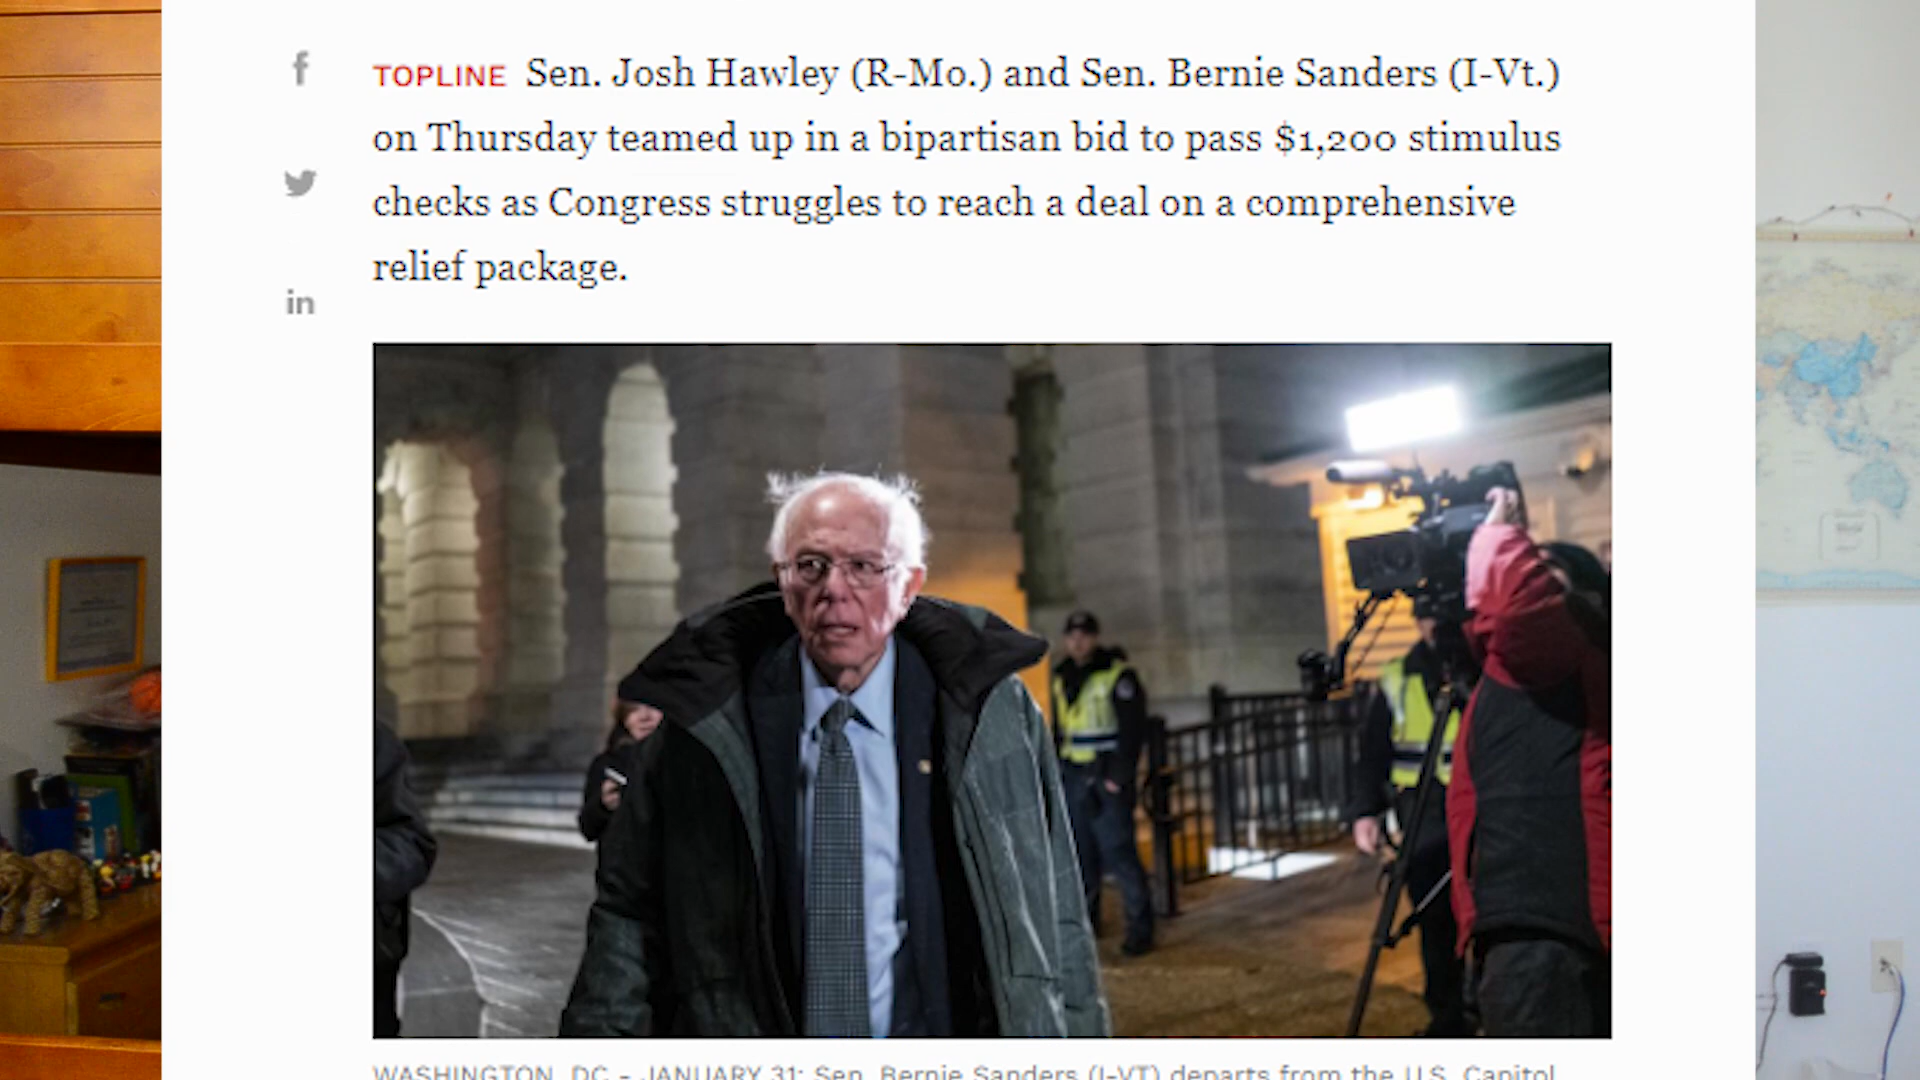 TOPLINE Sen. Josh Hawley (R-Mo.) and Sen. Bernie Sanders (I-Vt.)
on Thursday teamed up in a bipartisan bid to pass $1,200 stimulus
checks as Congress struggles to reach a deal on a comprehensive
relief package.
WASHINGTON, DC - JANUARY 31: Sen. Bernie Sanders (I-VT) departs from the U.S. Capitol